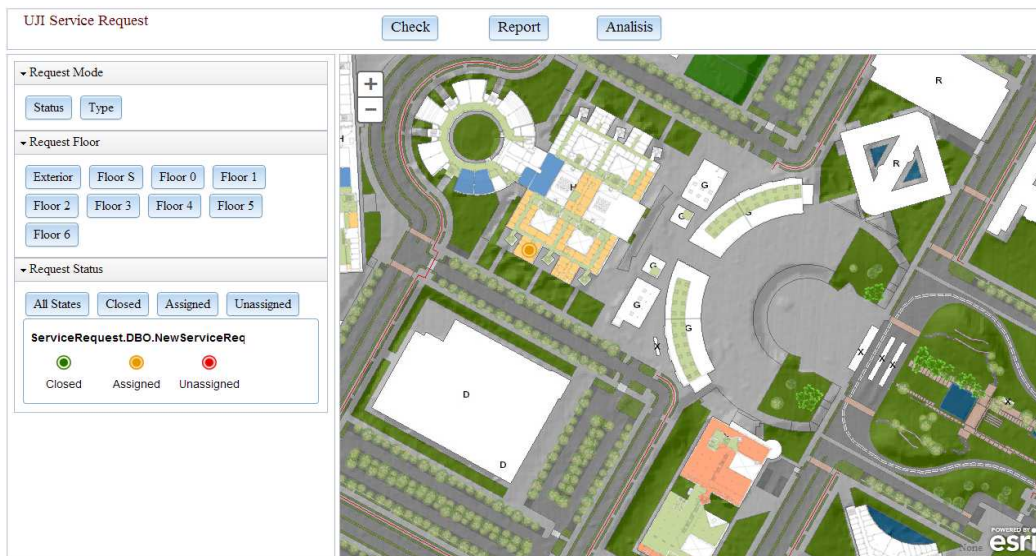 UJI Service Request
Check Report Analisis
Request Mode
Status Type
Request Floor
Exterior Floor S Floor 0 Floor 1
Floor 2 Floor 3 Floor 4 Floor 5
Floor 6
Request Status
All States Closed Assigned Unassigned
ServiceRequest.DBO.NewServiceReq
Closed Assigned Unassigned
+
−
R
R
R
H
G
G
G
G
G
G
X
X
X
X
X
D
D
POWERED BY
esri
None